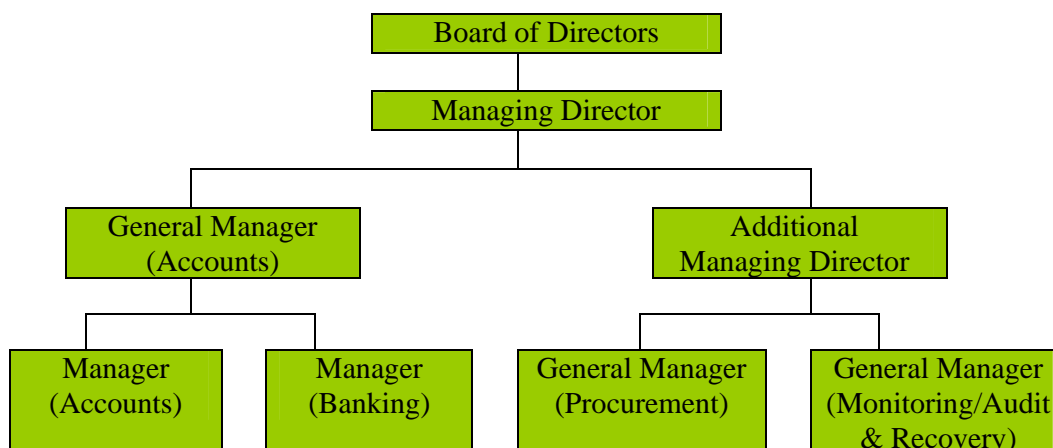 Board of Directors
Managing Director
General Manager
(Accounts)
Additional
Managing Director
Manager
(Accounts)
Manager
(Banking)
General Manager
(Procurement)
General Manager
(Monitoring/Audit
& Recovery)